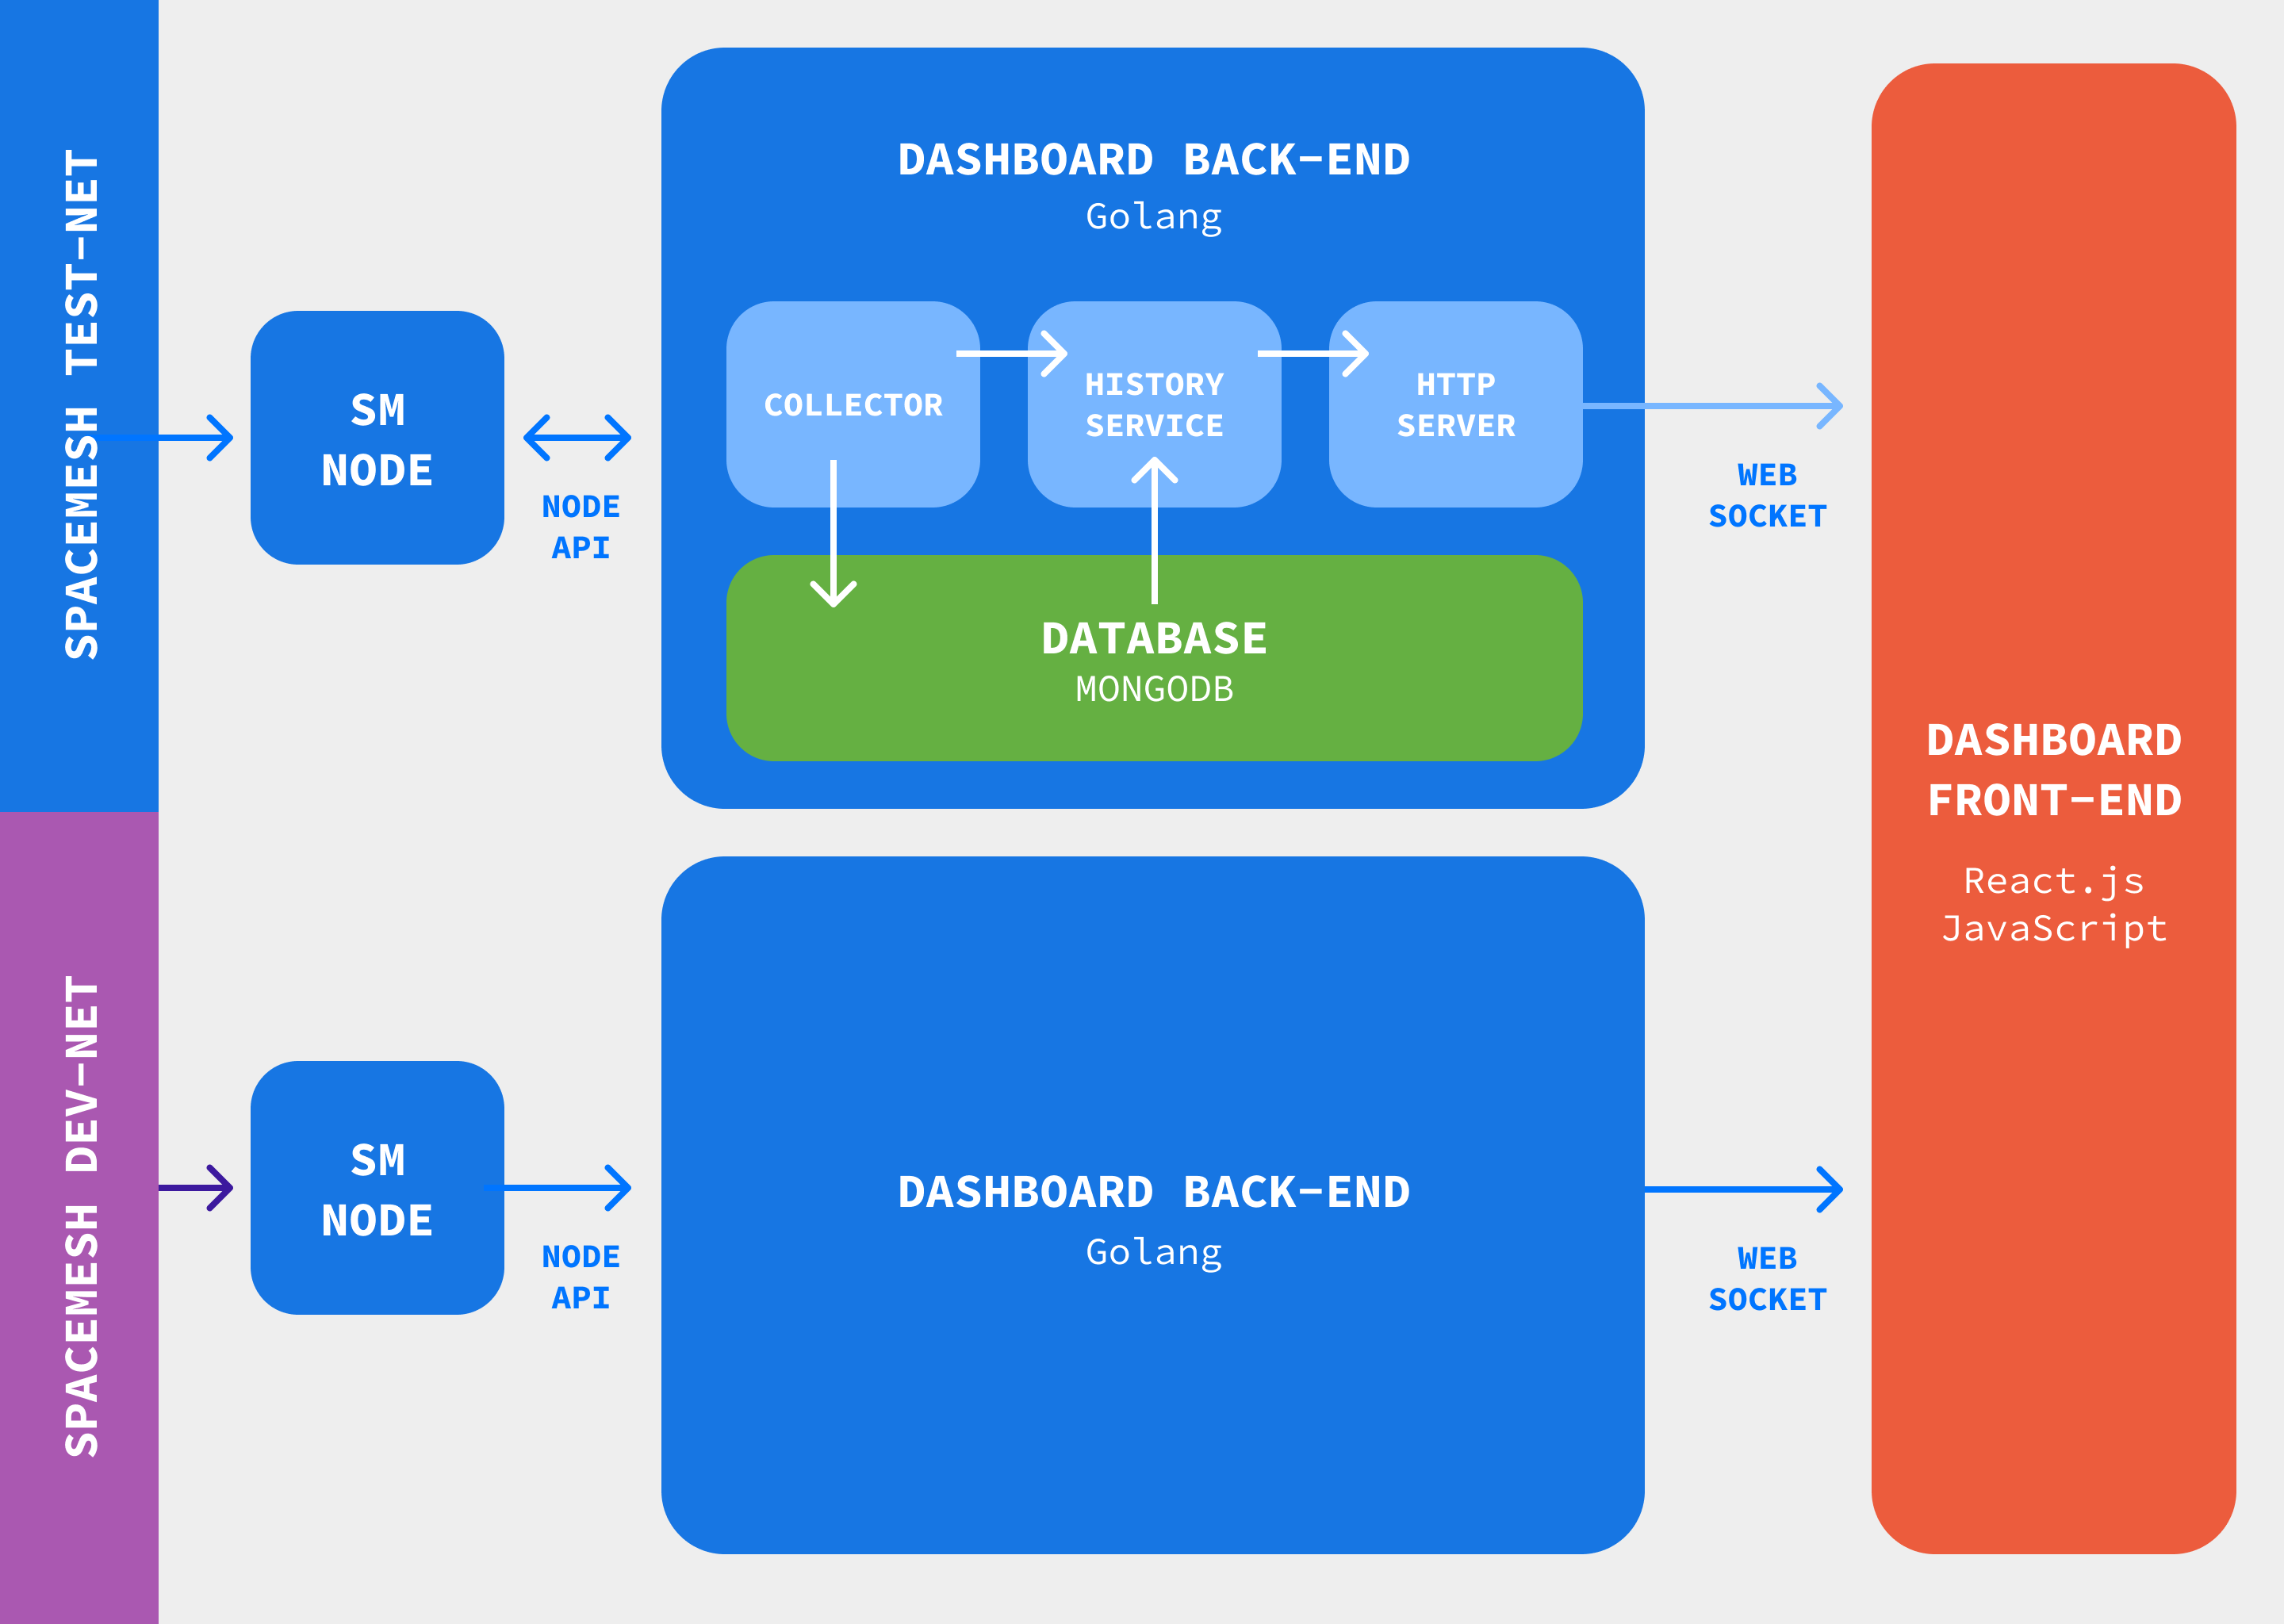 SPACEMESH TEST-NET
SM
NODE
NODE
API
DASHBOARD BACK-END
Golang
COLLECTOR
HISTORY
SERVICE
HTTP
SERVER
DATABASE
MONGODB
WEB
SOCKET
DASHBOARD
FRONT-END
React.js
JavaScript
SPACEMESH DEV-NET
SM
NODE
NODE
API
DASHBOARD BACK-END
Golang
WEB
SOCKET